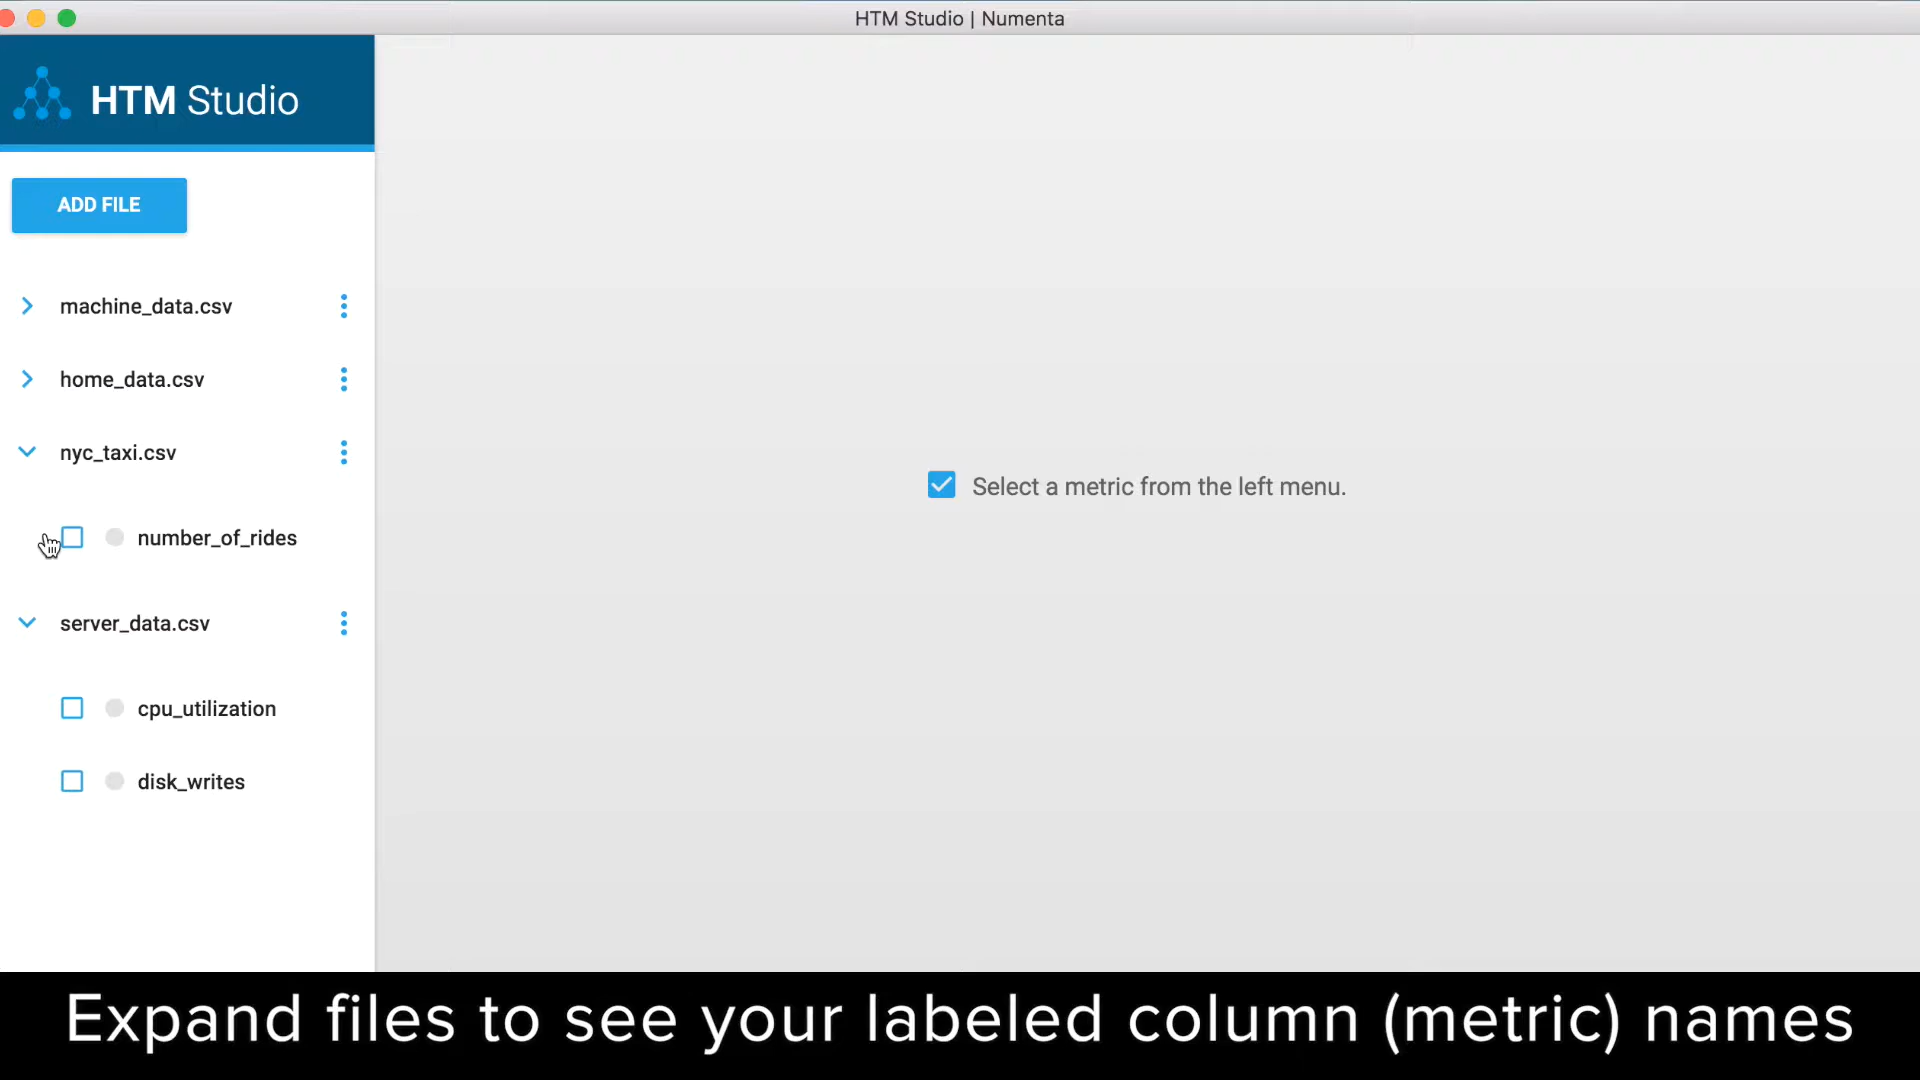 HTM Studio | Numenta
HTM Studio
ADD FILE
machine_data.csv
home_data.csv
nyc_taxi.csv
number_of_rides
server_data.csv
cpu_utilization
disk_writes
Select a metric from the left menu.
Expand files to see your labeled column (metric) names